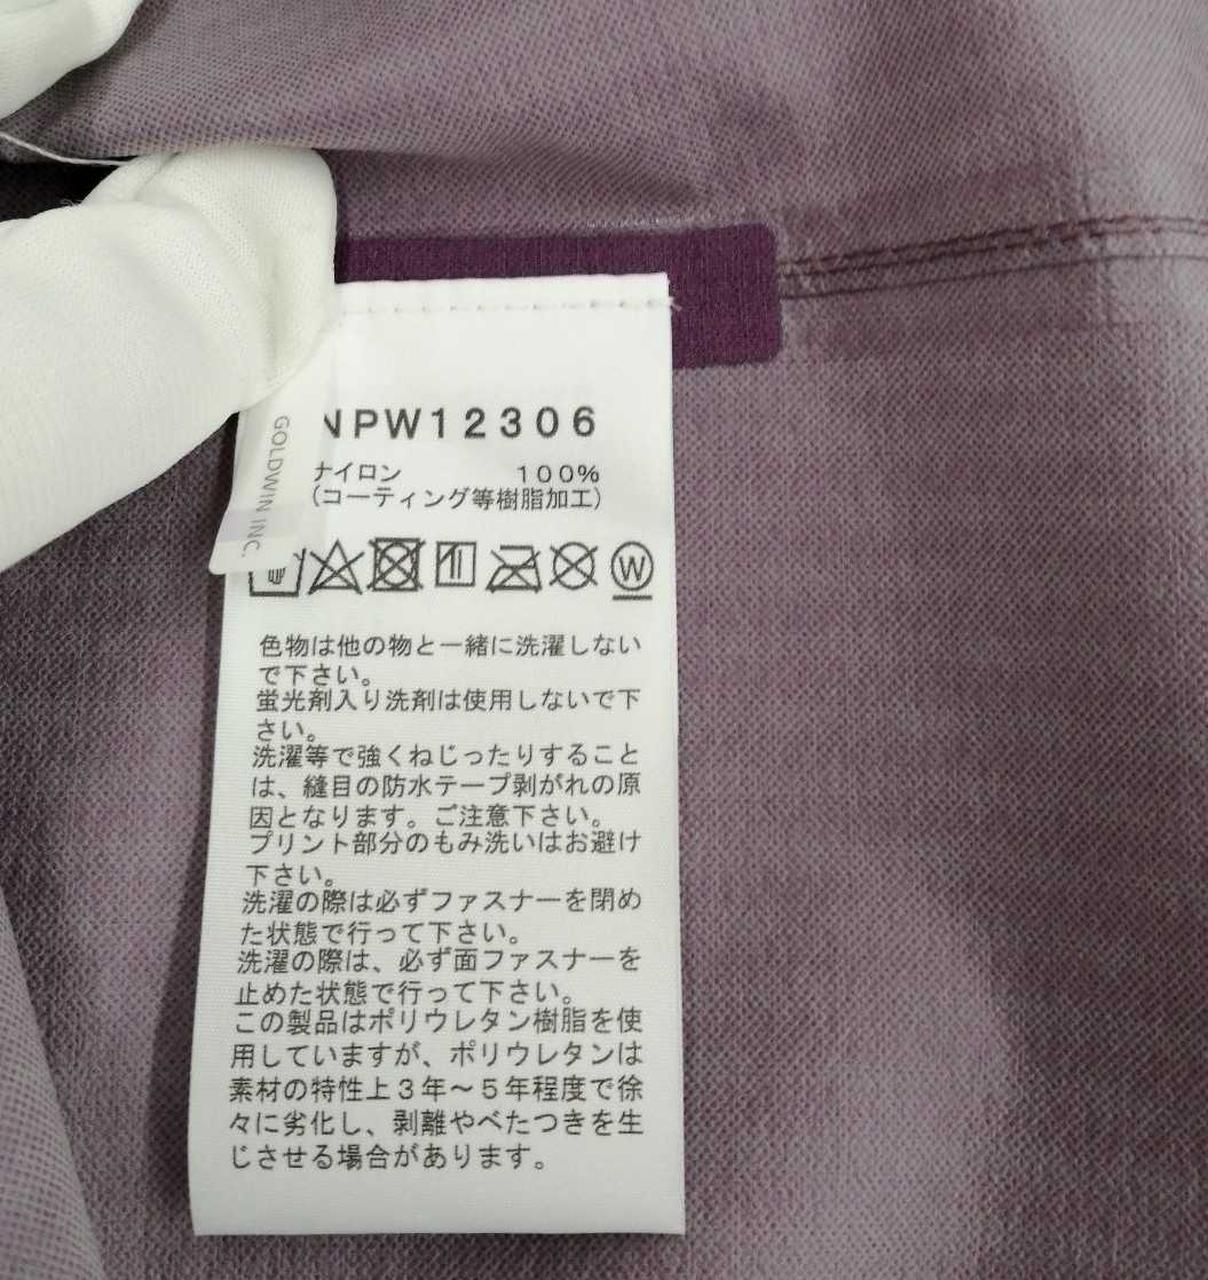 NPW12306
ナイロン 100%
(コーティング等樹脂加工)
GOLDWIN INC.
W
色物は他の物と一緒に洗濯しない
で下さい。
蛍光剤入り洗剤は使用しないで下
さい。
洗濯等で強くねじったりすること
は、縫目の防水テープ剥がれの原
因となります。ご注意下さい。
プリント部分のもみ洗いはお避け
下さい。
洗濯の際は必ずファスナーを閉め
た状態で行って下さい。
洗濯の際は、必ず面ファスナーを
止めた状態で行って下さい。
この製品はポリウレタン樹脂を使
用していますが、ポリウレタンは
素材の特性上3年〜5年程度で徐
々に劣化し、剥離やべたつきを生
じさせる場合があります。